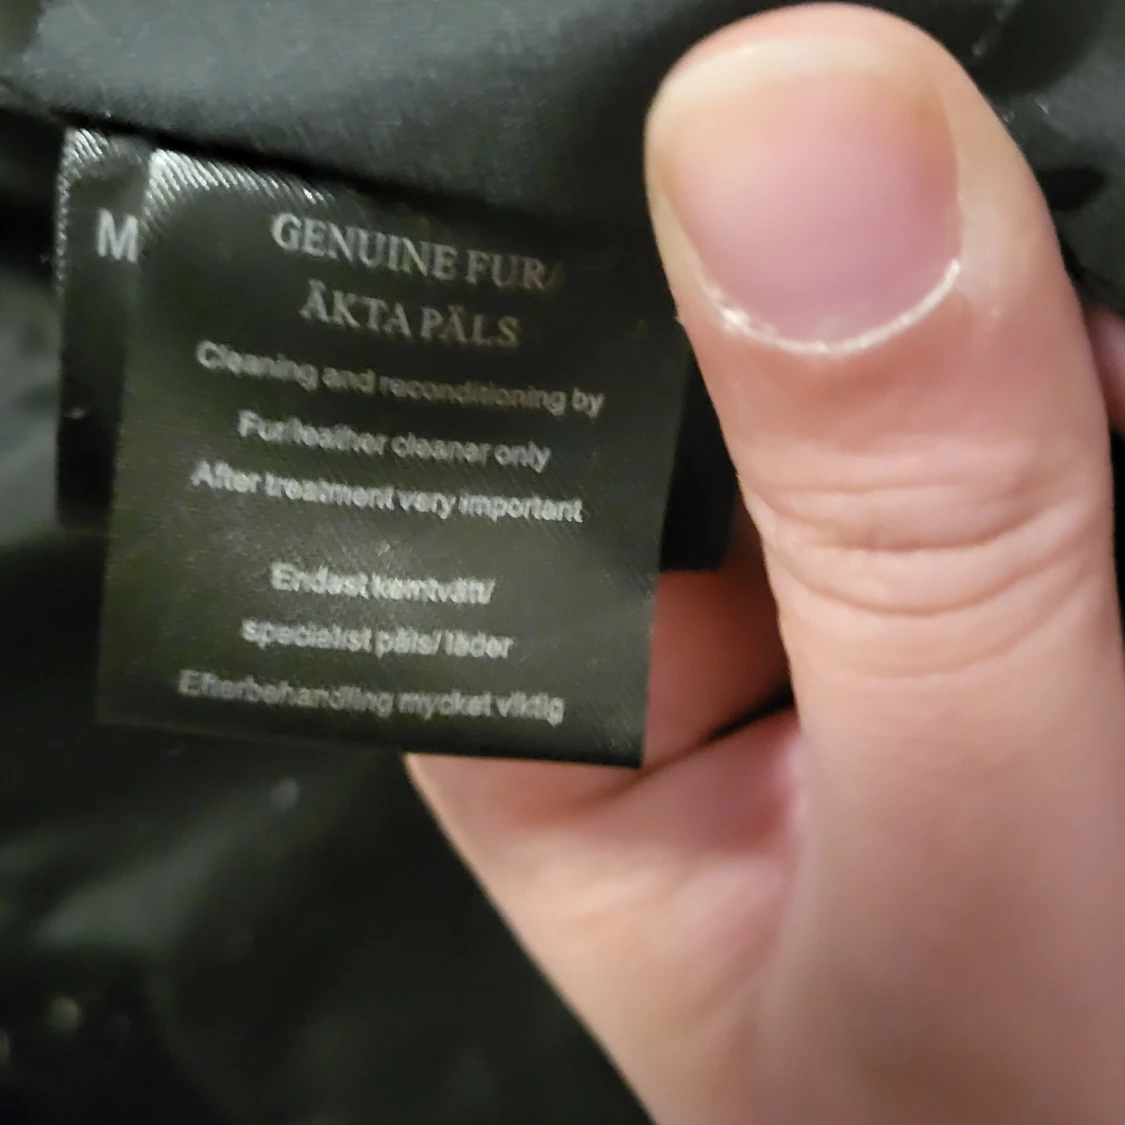 M
GENUINE FUR/
ÄKTA PÄLS
Cleaning and reconditioning by
Fur/leather cleaner only
After treatment very important
Endast kemtvätt/
specialist päls/ läder
Efterbehandling mycket viktig